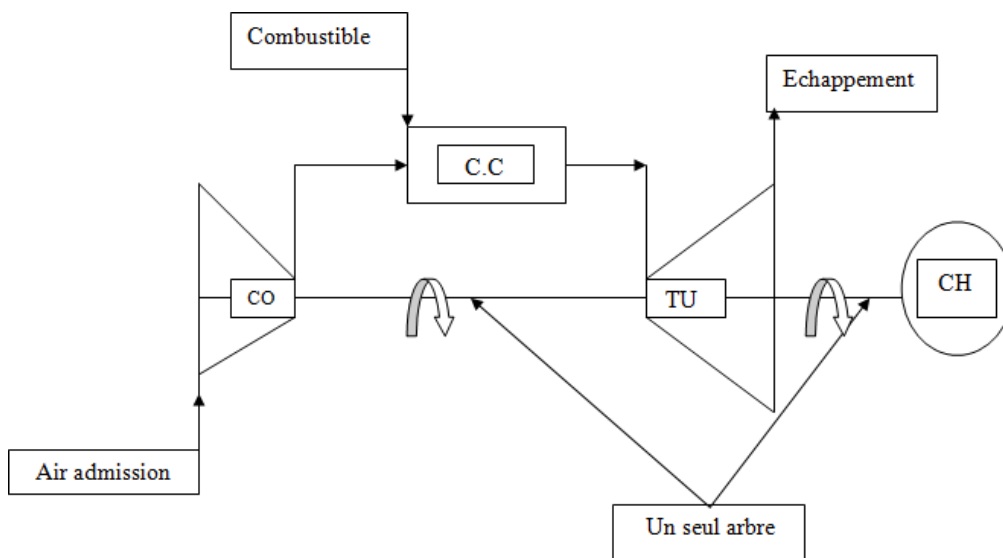 Combustible
Echappement
C.C
CO
TU
CH
Air admission
Un seul arbre